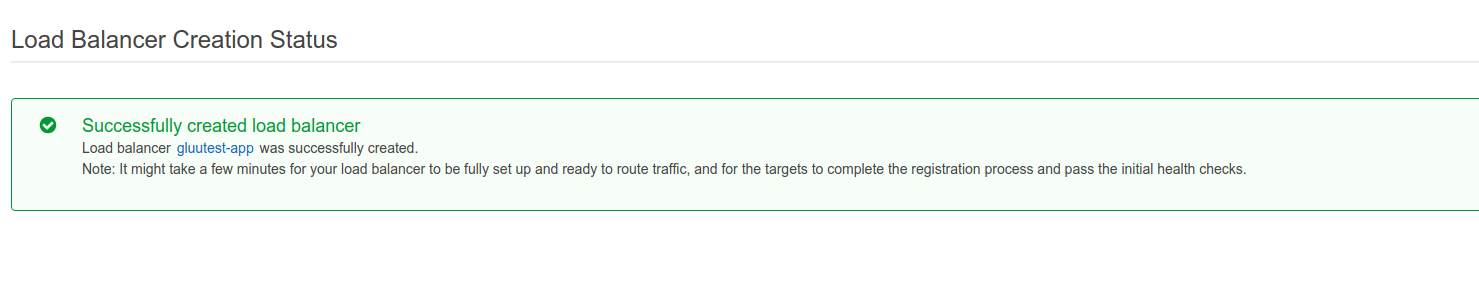 Load Balancer Creation Status
Successfully created load balancer
Load balancer gluutest-app was successfully created.
Note: It might take a few minutes for your load balancer to be fully set up and ready to route traffic, and for the targets to complete the registration process and pass the initial health checks.